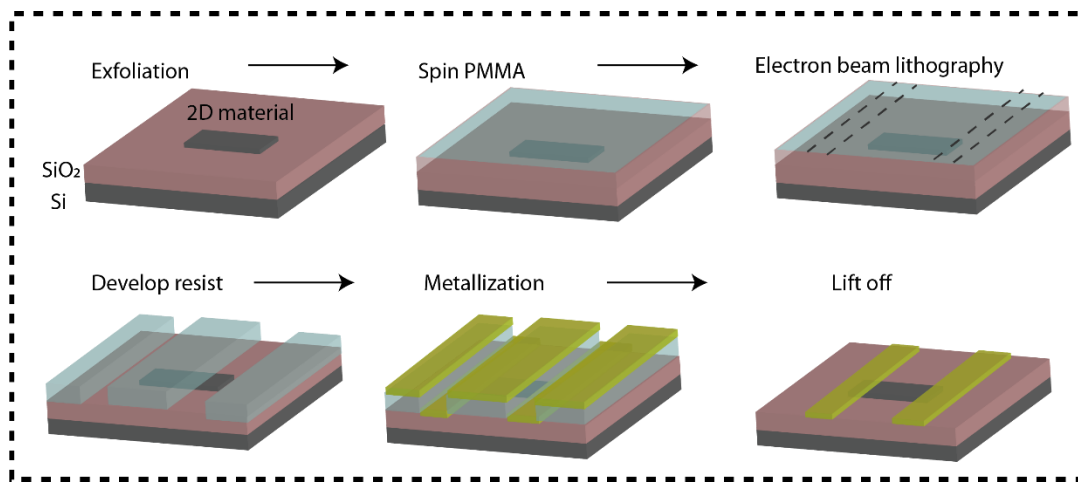 Exfoliation
Spin PMMA
Electron beam lithography
2D material
SiO₂
Si
Develop resist
Metallization
Lift off